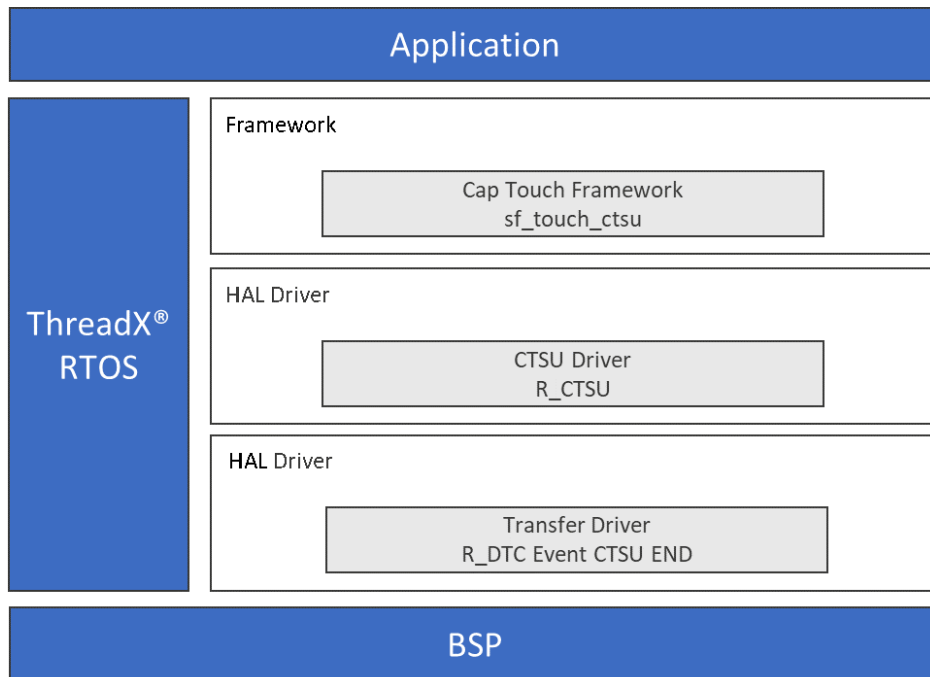 Application
ThreadX®
RTOS
Framework
Cap Touch Framework
sf_touch_ctsu
HAL Driver
CTSU Driver
R_CTSU
HAL Driver
Transfer Driver
R_DTC Event CTSU END
BSP